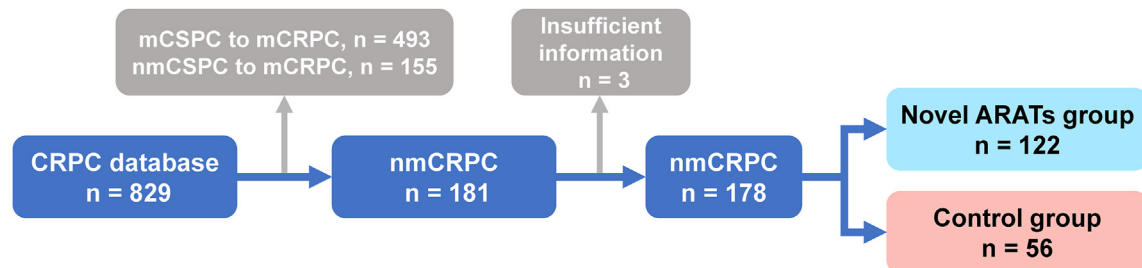 mCSPC to mCRPC, n = 493
nmCSPC to mCRPC, n = 155
Insufficient
information
n = 3
CRPC database
n = 829
nmCRPC
n = 181
nmCRPC
n = 178
Novel ARATs group
n = 122
Control group
n = 56